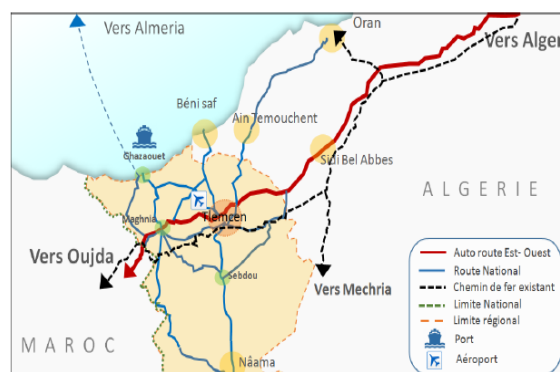 Vers Almeria
Oran
Vers Alger
Béni saf
Ain Temouchent
Ghazaouet
Sidi Bel Abbes
ALGERIE
Maghnia
Tlemcen
Vers Oujda
Sebdou
Vers Mechria
MAROC
Nâama
Auto route Est- Ouest
Route National
Chemin de fer existant
Limite National
Limite régional
Port
Aéroport